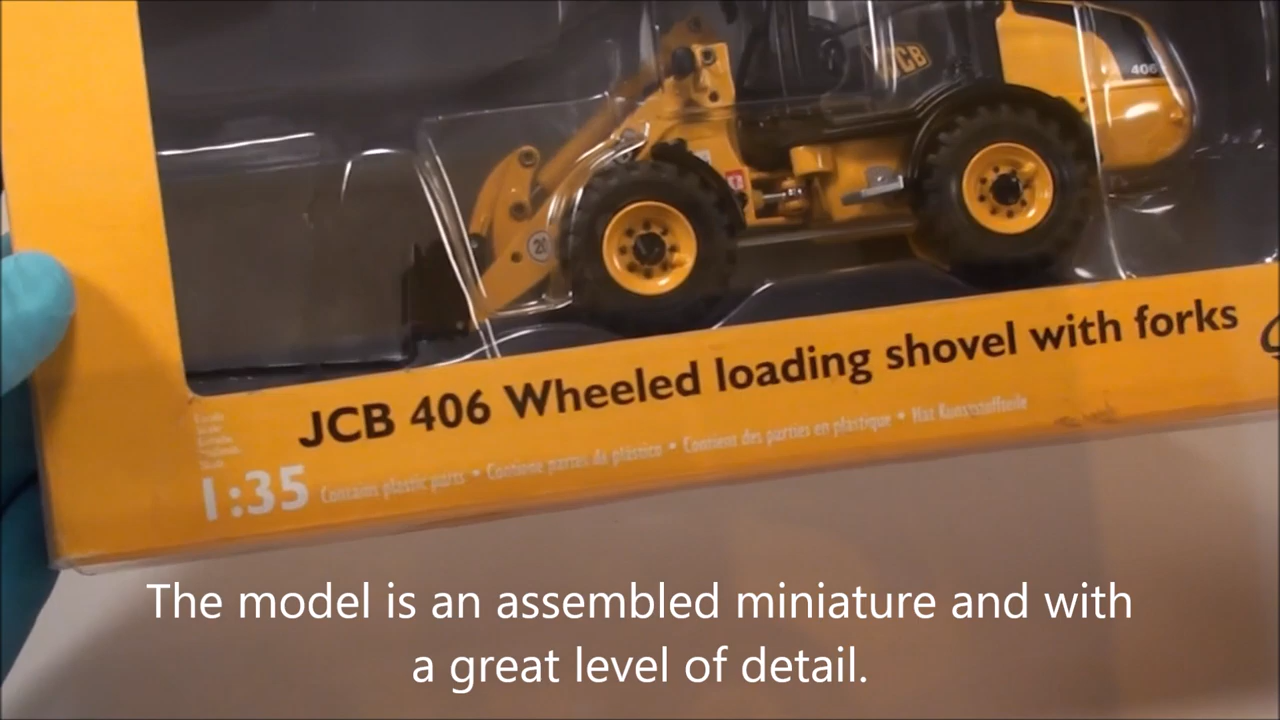 JCB
406
20
JCB 406 Wheeled loading shovel with forks
1:35
Contains plastic parts • Contiene partes de plástico • Contient des parties en plastique • Hat Kunststoffteile
The model is an assembled miniature and with
a great level of detail.